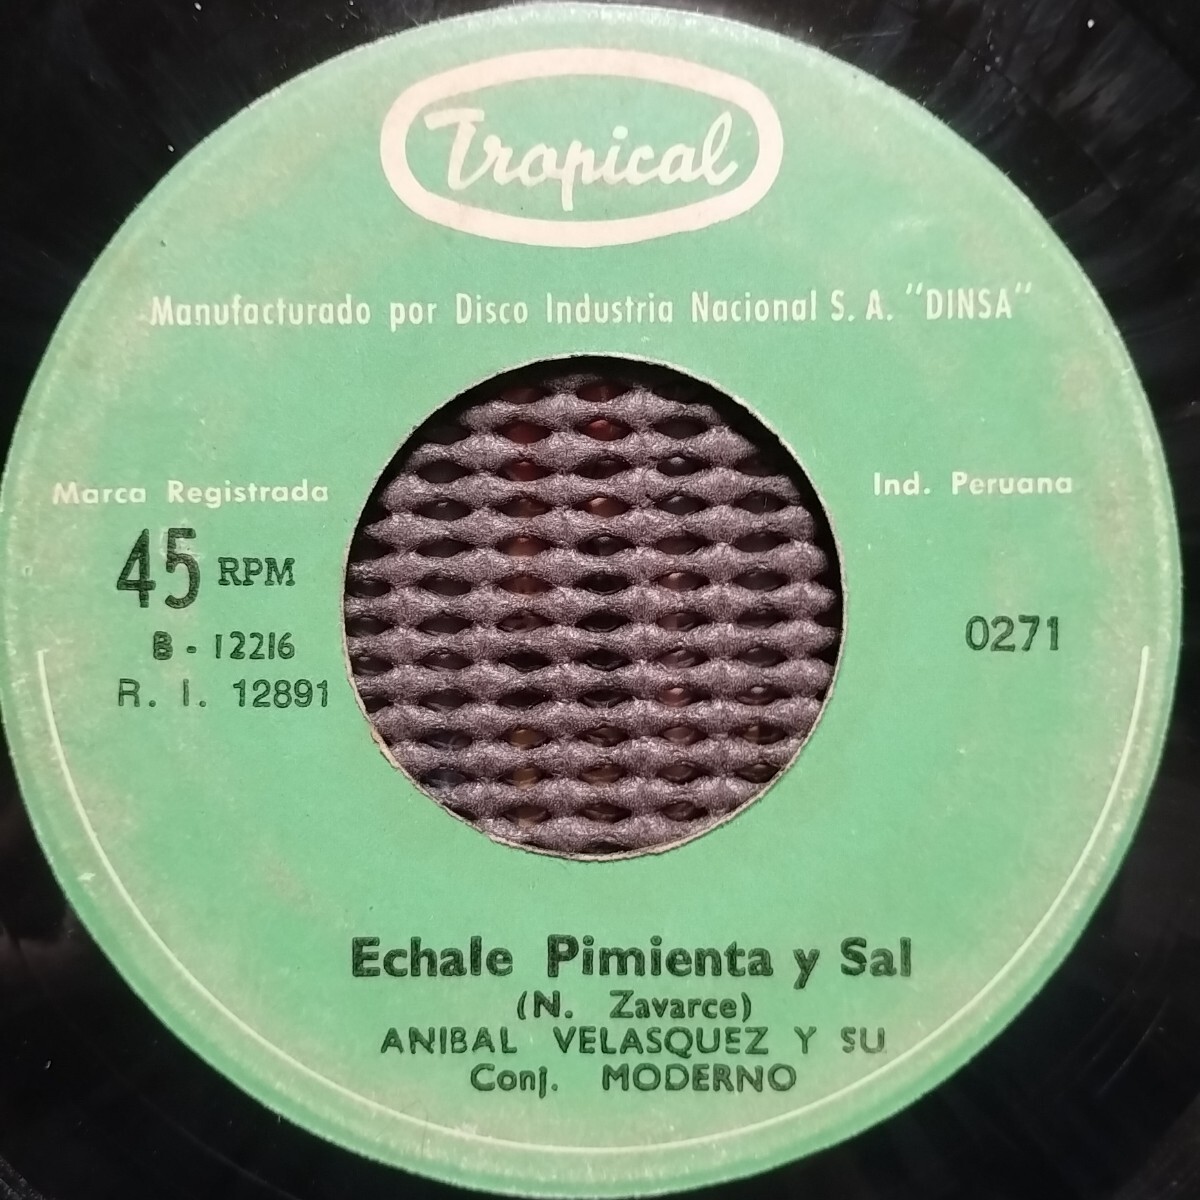 Tropical
Manufacturado por Disco Industria Nacional S. A. "DINSA"
Marca Registrada
Ind. Peruana
45 RPM
B - 12216
R. I. 12891
0271
Echale Pimienta y Sal
(N. Zavarce)
ANIBAL VELASQUEZ Y SU
Conj. MODERNO